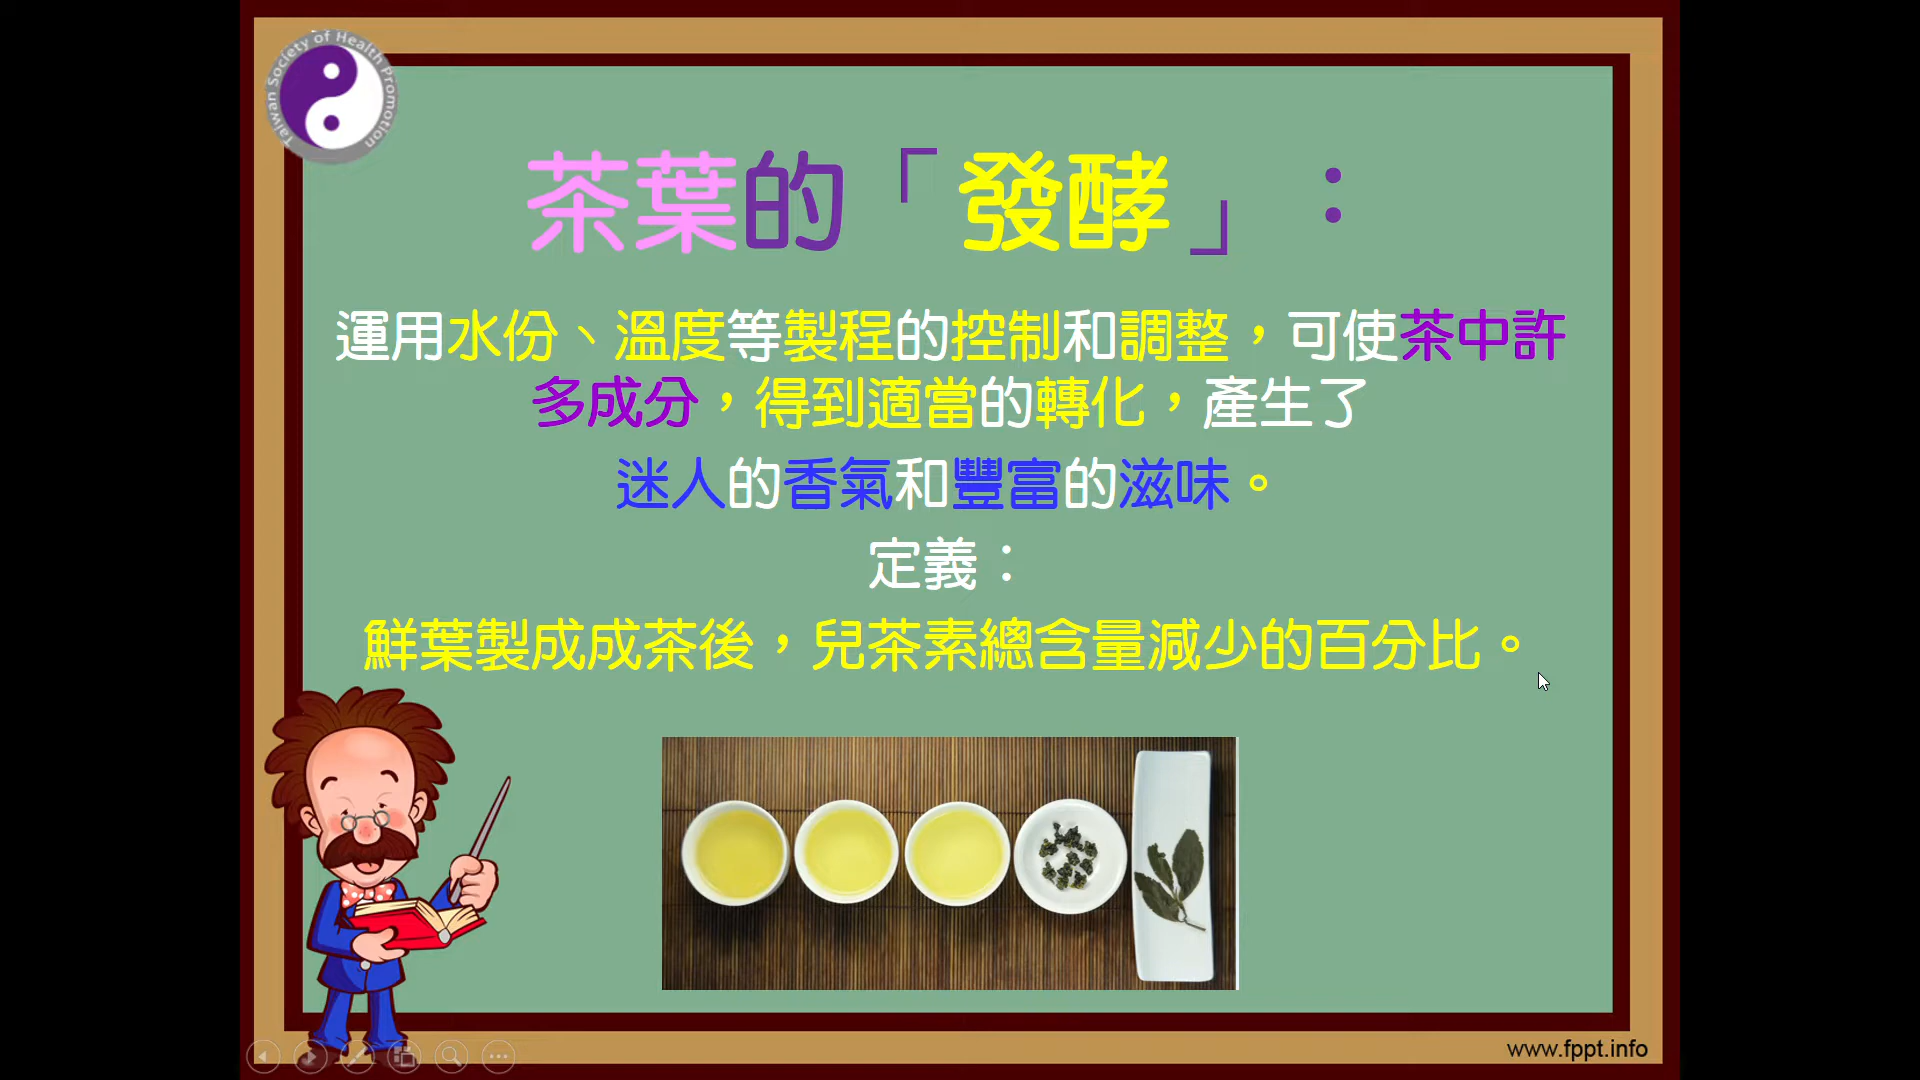 Taiwan Society of Health Promotion
茶葉的「發酵」：
運用水份、溫度等製程的控制和調整，可使茶中許
多成分，得到適當的轉化，產生了
迷人的香氣和豐富的滋味。
定義：
鮮葉製成成茶後，兒茶素總含量減少的百分比。
www.fppt.info